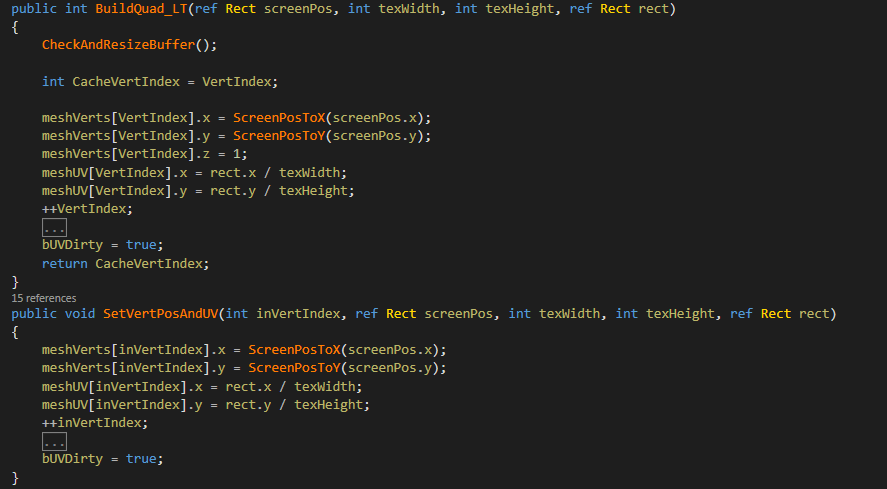 public int BuildQuad_LT(ref Rect screenPos, int texWidth, int texHeight, ref Rect rect)
{
CheckAndResizeBuffer();
int CacheVertIndex = VertIndex;
meshVerts[VertIndex].x = ScreenPosToX(screenPos.x);
meshVerts[VertIndex].y = ScreenPosToY(screenPos.y);
meshVerts[VertIndex].z = 1;
meshUV[VertIndex].x = rect.x / texWidth;
meshUV[VertIndex].y = rect.y / texHeight;
++VertIndex;
...
bUVDirty = true;
return CacheVertIndex;
}
15 references
public void SetVertPosAndUV(int inVertIndex, ref Rect screenPos, int texWidth, int texHeight, ref Rect rect)
{
meshVerts[inVertIndex].x = ScreenPosToX(screenPos.x);
meshVerts[inVertIndex].y = ScreenPosToY(screenPos.y);
meshUV[inVertIndex].x = rect.x / texWidth;
meshUV[inVertIndex].y = rect.y / texHeight;
++inVertIndex;
...
bUVDirty = true;
}